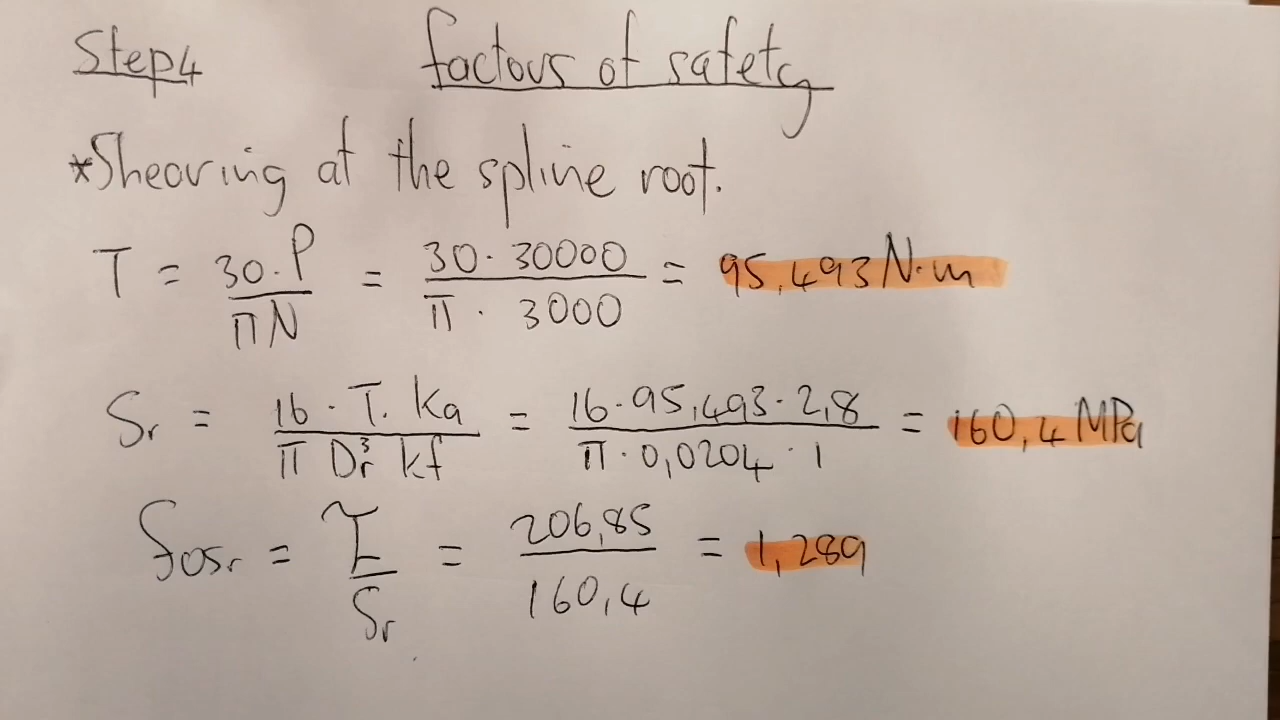 Step4 factors of safety
*Shearing at the spline root.
T = 30.P / πN = 30. 30000 / π . 3000 = 95,493 N.m
Sr = 16 . T. Ka / π Dr³ kf = 16.95,493.2,8 / π.0,0204 . 1 = 160,4 MPa
fosr = τ / Sr = 206,85 / 160,4 = 1,289